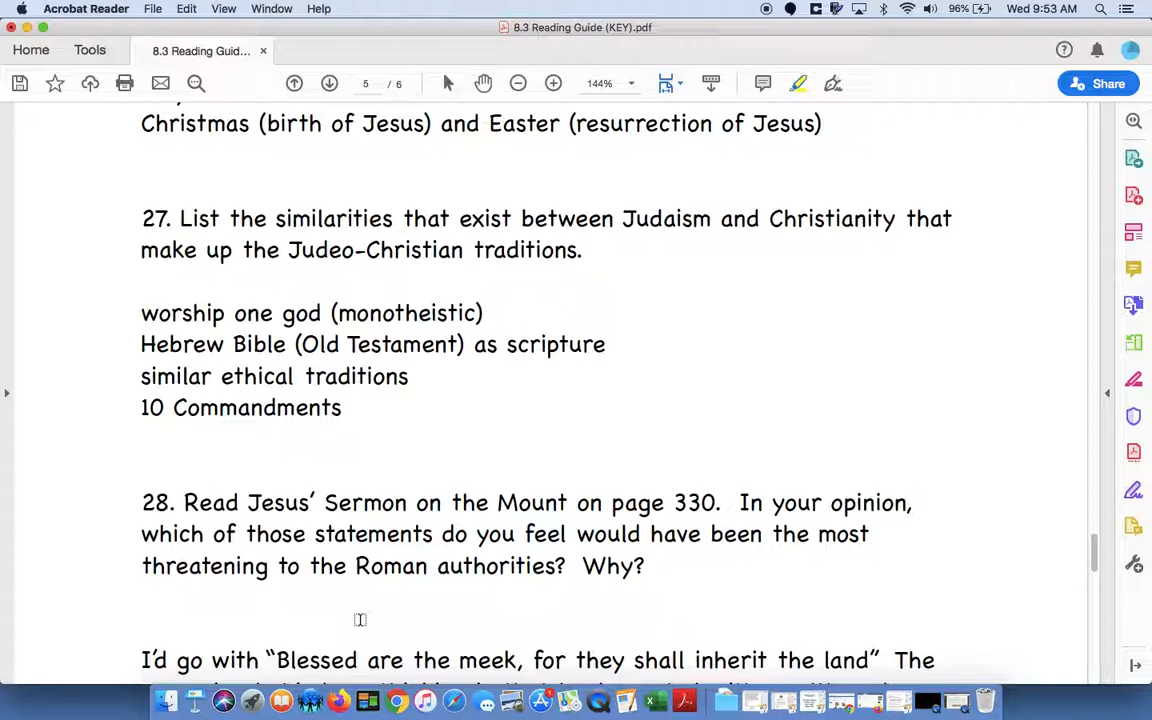 Acrobat Reader File Edit View Window Help 96% Wed 9:53 AM
8.3 Reading Guide (KEY).pdf
Home Tools 8.3 Reading Guid... ×
5 / 6 144% Share
Christmas (birth of Jesus) and Easter (resurrection of Jesus)
27. List the similarities that exist between Judaism and Christianity that
make up the Judeo-Christian traditions.
worship one god (monotheistic)
Hebrew Bible (Old Testament) as scripture
similar ethical traditions
10 Commandments
28. Read Jesus’ Sermon on the Mount on page 330. In your opinion,
which of those statements do you feel would have been the most
threatening to the Roman authorities? Why?
I’d go with “Blessed are the meek, for they shall inherit the land” The